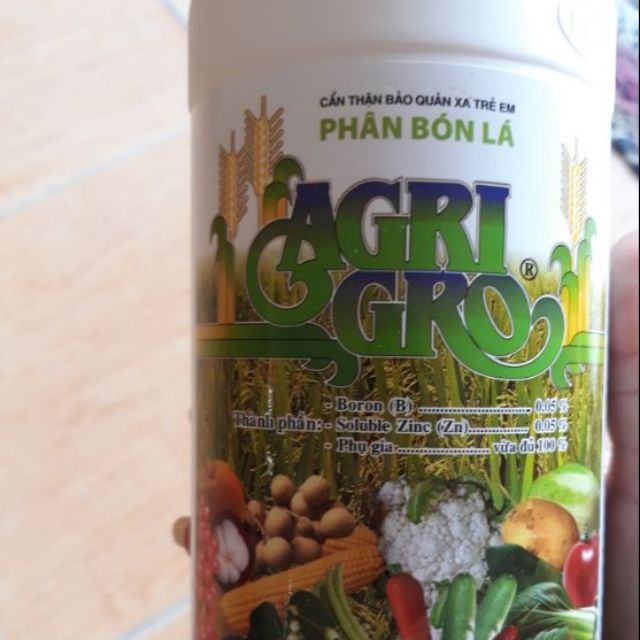 CẨN THẬN BẢO QUẢN XA TRẺ EM
PHÂN BÓN LÁ
AGRI
GRO®
- Boron (B) ........................ 0.05 %
Thành phần: - Soluble Zinc (Zn)............ 0.05 %
- Phụ gia........................ vừa đủ 100 %